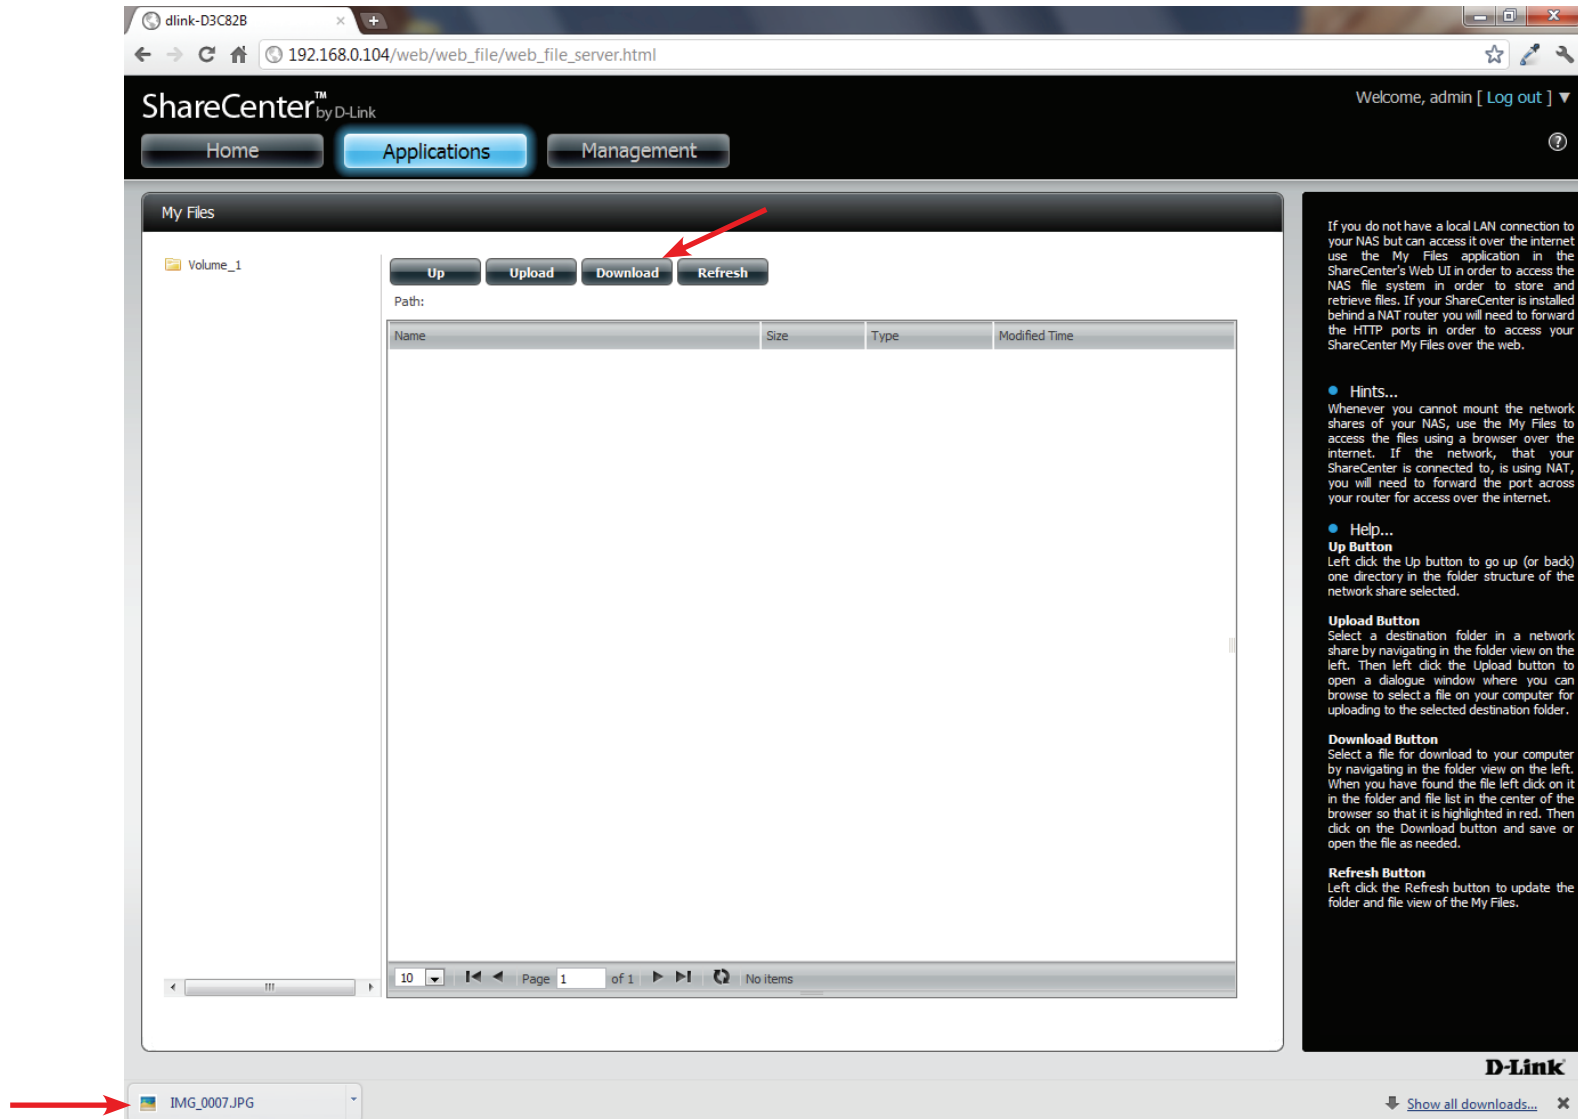 dlink-D3C82B
192.168.0.104/web/web_file/web_file_server.html
ShareCenter™ by D-Link
Welcome, admin [ Log out ] ▼
Home
Applications
Management
?
My Files
Volume_1
Up
Upload
Download
Refresh
Path:
Name
Size
Type
Modified Time
10
Page 1 of 1
No items
If you do not have a local LAN connection to
your NAS but can access it over the internet
use the My Files application in the
ShareCenter's Web UI in order to access the
NAS file system in order to store and
retrieve files. If your ShareCenter is installed
behind a NAT router you will need to forward
the HTTP ports in order to access your
ShareCenter My Files over the web.
Hints...
Whenever you cannot mount the network
shares of your NAS, use the My Files to
access the files using a browser over the
internet. If the network, that your
ShareCenter is connected to, is using NAT,
you will need to forward the port across
your router for access over the internet.
Help...
Up Button
Left click the Up button to go up (or back)
one directory in the folder structure of the
network share selected.
Upload Button
Select a destination folder in a network
share by navigating in the folder view on the
left. Then left click the Upload button to
open a dialogue window where you can
browse to select a file on your computer for
uploading to the selected destination folder.
Download Button
Select a file for download to your computer
by navigating in the folder view on the left.
When you have found the file left click on it
in the folder and file list in the center of the
browser so that it is highlighted in red. Then
click on the Download button and save or
open the file as needed.
Refresh Button
Left click the Refresh button to update the
folder and file view of the My Files.
D-Link
IMG_0007.JPG
Show all downloads...